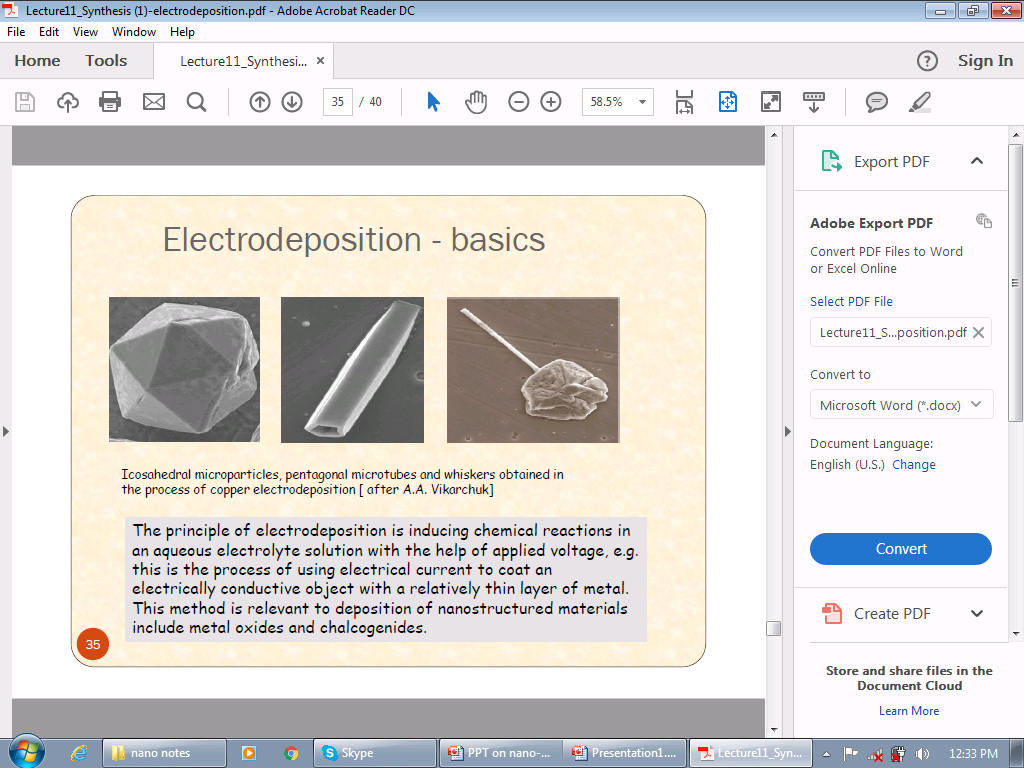 Lecture11_Synthesis (1)-electrodeposition.pdf - Adobe Acrobat Reader DC
File Edit View Window Help
Home Tools Lecture11_Synthesi... × Sign In
35 / 40 58.5%
Electrodeposition - basics
Icosahedral microparticles, pentagonal microtubes and whiskers obtained in
the process of copper electrodeposition [ after A.A. Vikarchuk]
The principle of electrodeposition is inducing chemical reactions in
an aqueous electrolyte solution with the help of applied voltage, e.g.
this is the process of using electrical current to coat an
electrically conductive object with a relatively thin layer of metal.
This method is relevant to deposition of nanostructured materials
include metal oxides and chalcogenides.
35
Export PDF
Adobe Export PDF
Convert PDF Files to Word
or Excel Online
Select PDF File
Lecture11_S...position.pdf
Convert to
Microsoft Word (*.docx)
Document Language:
English (U.S.) Change
Convert
Create PDF
Store and share files in the
Document Cloud
Learn More
nano notes Skype PPT on nano-... Presentation1.... Lecture11_Syn... 12:33 PM